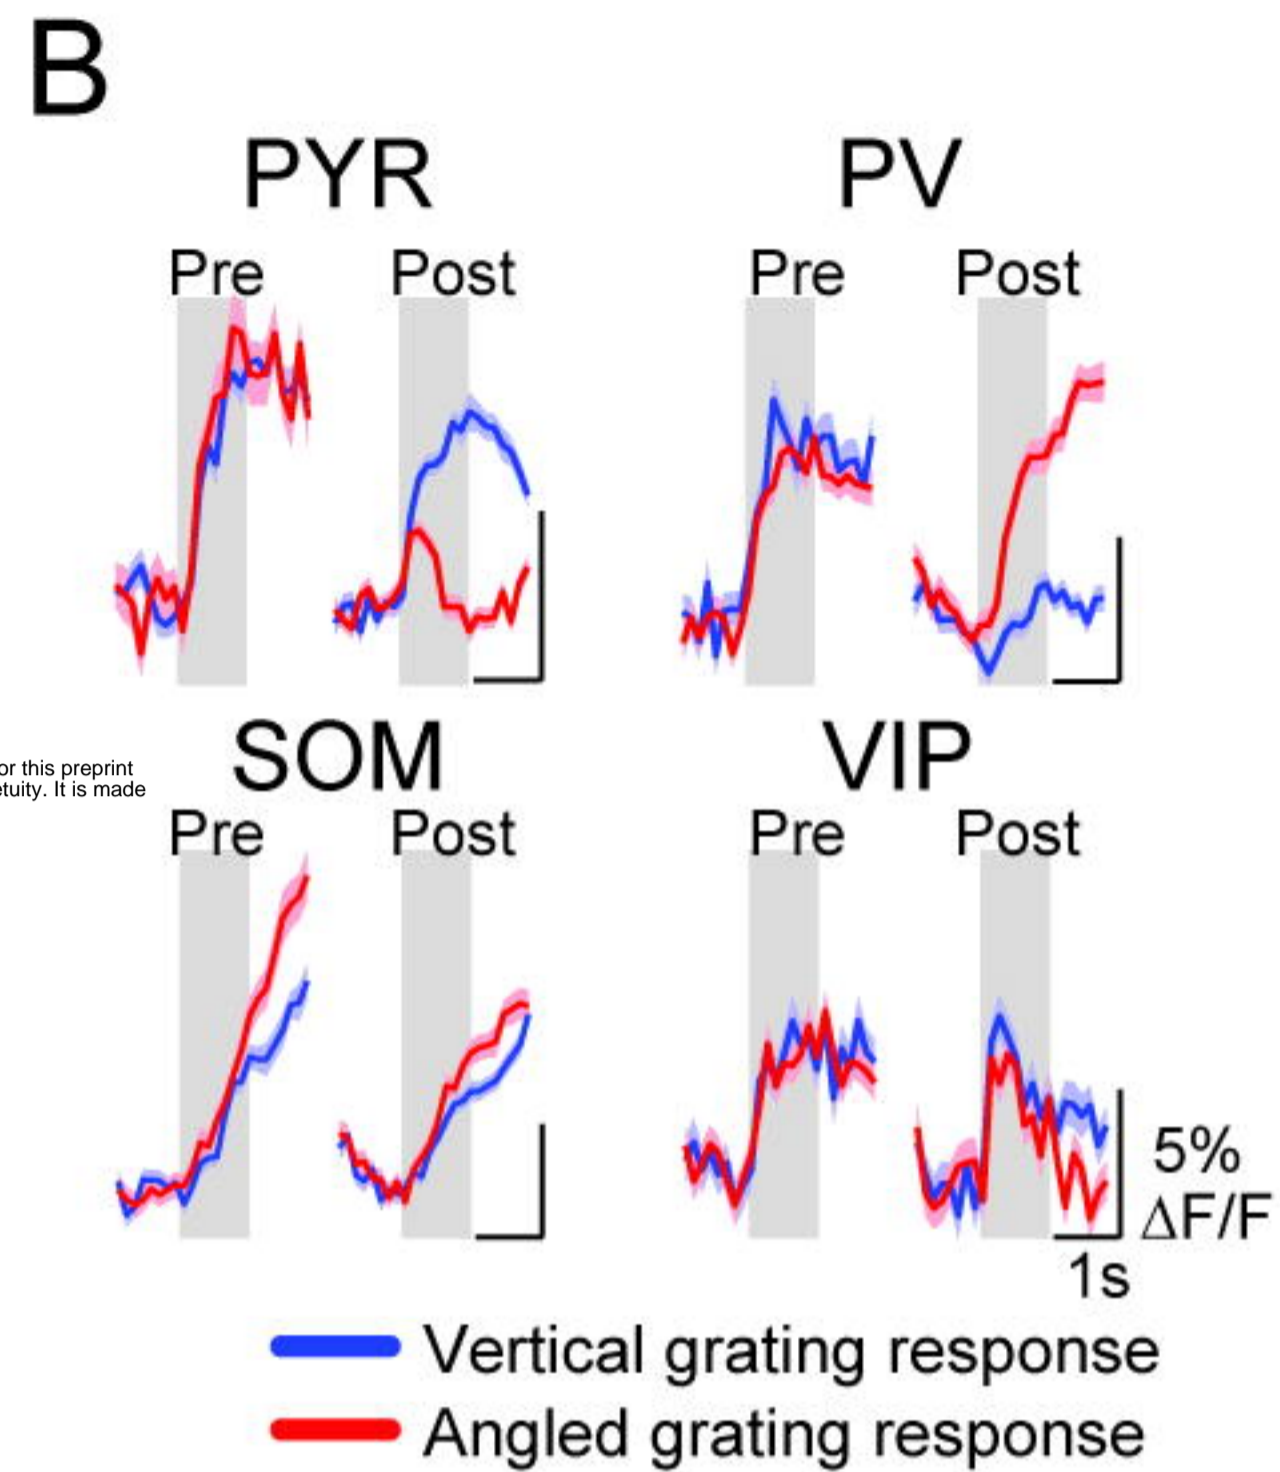 B
PYR PV
Pre Post Pre Post
or this preprint
etuity. It is made
SOM VIP
Pre Post Pre Post
5%
ΔF/F
1s
Vertical grating response
Angled grating response